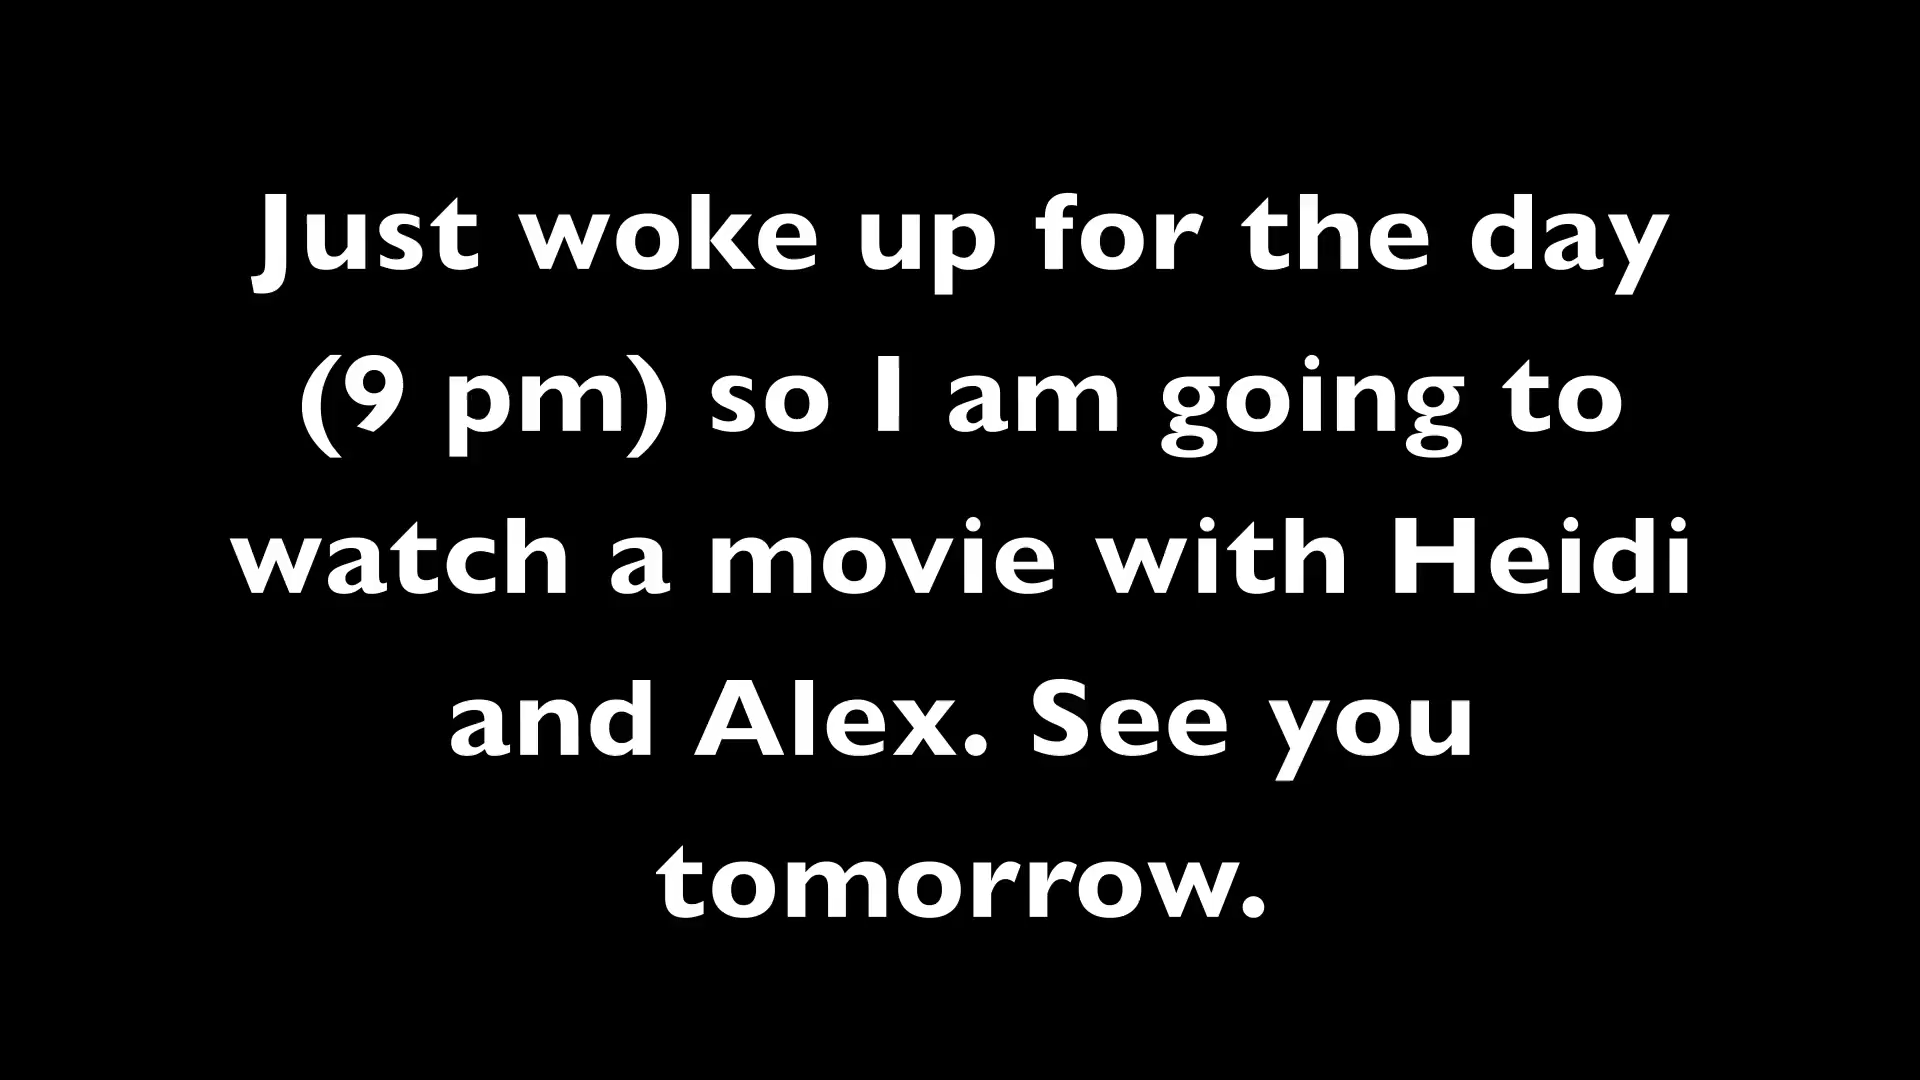 Just woke up for the day
(9 pm) so I am going to
watch a movie with Heidi
and Alex. See you
tomorrow.